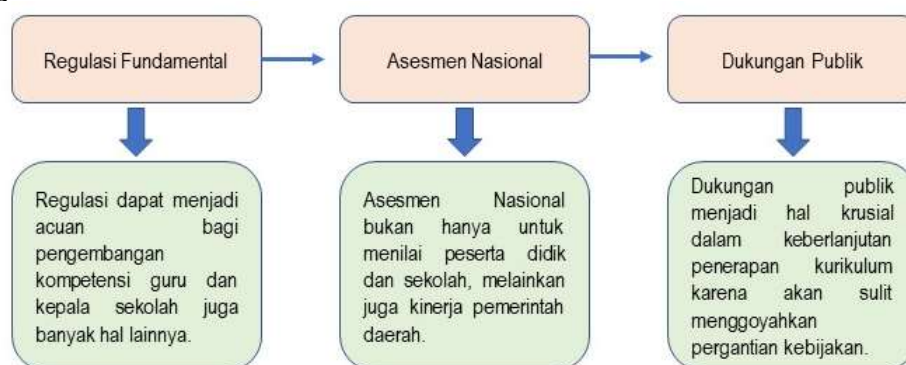 Regulasi Fundamental
Asesmen Nasional
Dukungan Publik
Regulasi dapat menjadi
acuan bagi
pengembangan
kompetensi guru dan
kepala sekolah juga
banyak hal lainnya.
Asesmen Nasional
bukan hanya untuk
menilai peserta didik
dan sekolah, melainkan
juga kinerja pemerintah
daerah.
Dukungan publik
menjadi hal krusial
dalam keberlanjutan
penerapan kurikulum
karena akan sulit
menggoyahkan
pergantian kebijakan.